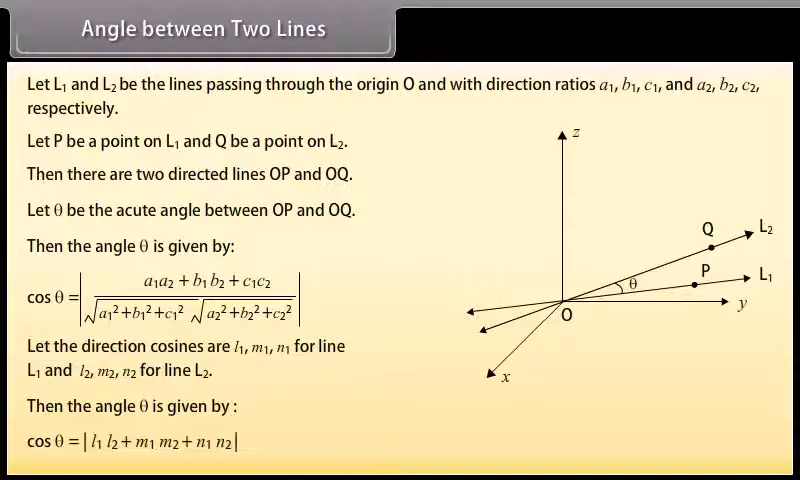 Angle between Two Lines
Let L₁ and L₂ be the lines passing through the origin O and with direction ratios a₁, b₁, c₁, and a₂, b₂, c₂,
respectively.
Let P be a point on L₁ and Q be a point on L₂.
Then there are two directed lines OP and OQ.
Let θ be the acute angle between OP and OQ.
Then the angle θ is given by:
cos θ = | (a₁a₂ + b₁b₂ + c₁c₂) / (√(a₁²+b₁²+c₁²) √(a₂²+b₂²+c₂²)) |
Let the direction cosines are l₁, m₁, n₁ for line
L₁ and l₂, m₂, n₂ for line L₂.
Then the angle θ is given by :
cos θ = | l₁ l₂ + m₁ m₂ + n₁ n₂ |
z
Q
L₂
θ
P
L₁
O
y
x